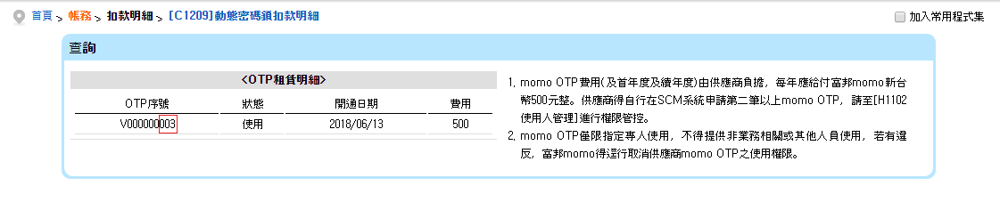 首頁 > 帳務 > 扣款明細 > [C1209]動態密碼鎖扣款明細
加入常用程式集
查詢
<OTP租賃明細>
OTP序號 狀態 開通日期 費用
V000000003 使用 2018/06/13 500
1. momo OTP費用(及首年度及續年度)由供應商負擔，每年應給付富邦momo新台
幣500元整。供應商得自行在SCM系統申請第二筆以上momo OTP，請至[H1102
使用人管理]進行權限管控。
2. momo OTP僅限指定專人使用，不得提供非業務相關或其他人員使用，若有違
反，富邦momo得逕行取消供應商momo OTP之使用權限。